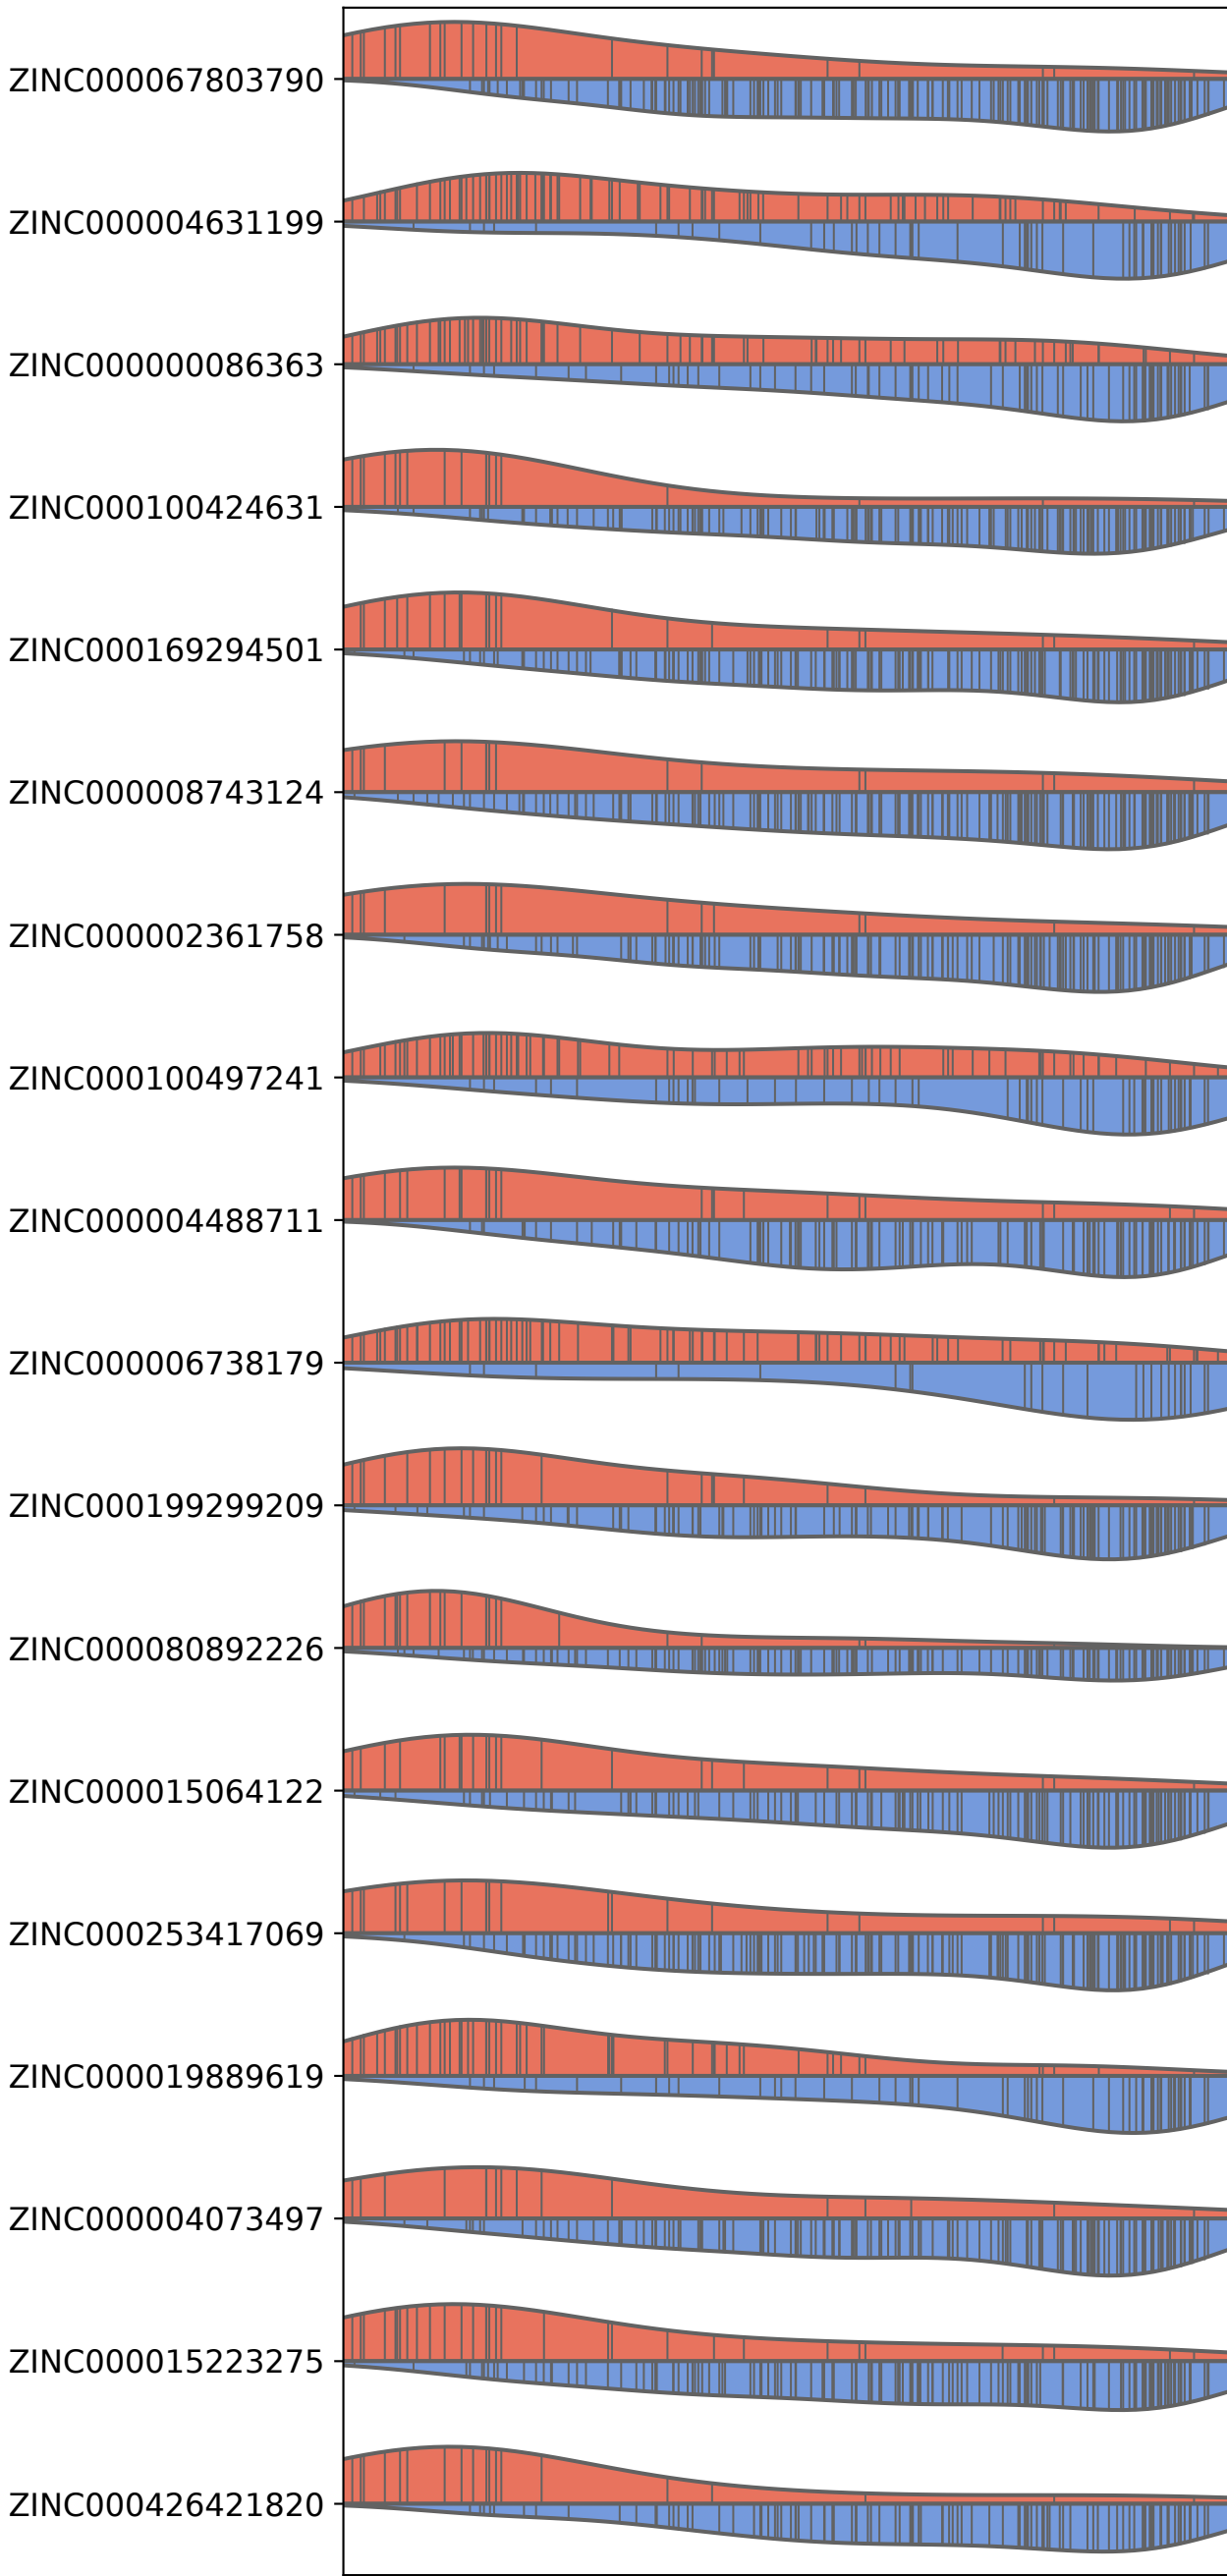 ZINC000067803790
ZINC000004631199
ZINC000000086363
ZINC000100424631
ZINC000169294501
ZINC000008743124
ZINC000002361758
ZINC000100497241
ZINC000004488711
ZINC000006738179
ZINC000199299209
ZINC000080892226
ZINC000015064122
ZINC000253417069
ZINC000019889619
ZINC000004073497
ZINC000015223275
ZINC000426421820